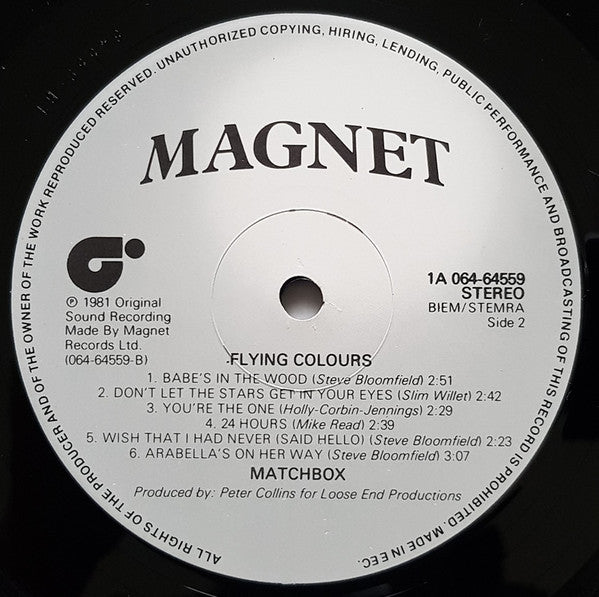 ALL RIGHTS OF THE PRODUCER AND OF THE OWNER OF THE WORK REPRODUCED RESERVED. UNAUTHORIZED COPYING, HIRING, LENDING, PUBLIC PERFORMANCE AND BROADCASTING OF THIS RECORD IS PROHIBITED. MADE IN EEC.
MAGNET
℗ 1981 Original
Sound Recording
Made By Magnet
Records Ltd.
(064-64559-B)
1A 064-64559
STEREO
BIEM/STEMRA
Side 2
FLYING COLOURS
1. BABE'S IN THE WOOD (Steve Bloomfield) 2:51
2. DON'T LET THE STARS GET IN YOUR EYES (Slim Willet) 2:42
3. YOU'RE THE ONE (Holly-Corbin-Jennings) 2:29
4. 24 HOURS (Mike Read) 2:39
5. WISH THAT I HAD NEVER (SAID HELLO) (Steve Bloomfield) 2:23
6. ARABELLA'S ON HER WAY (Steve Bloomfield) 3:07
MATCHBOX
Produced by: Peter Collins for Loose End Productions